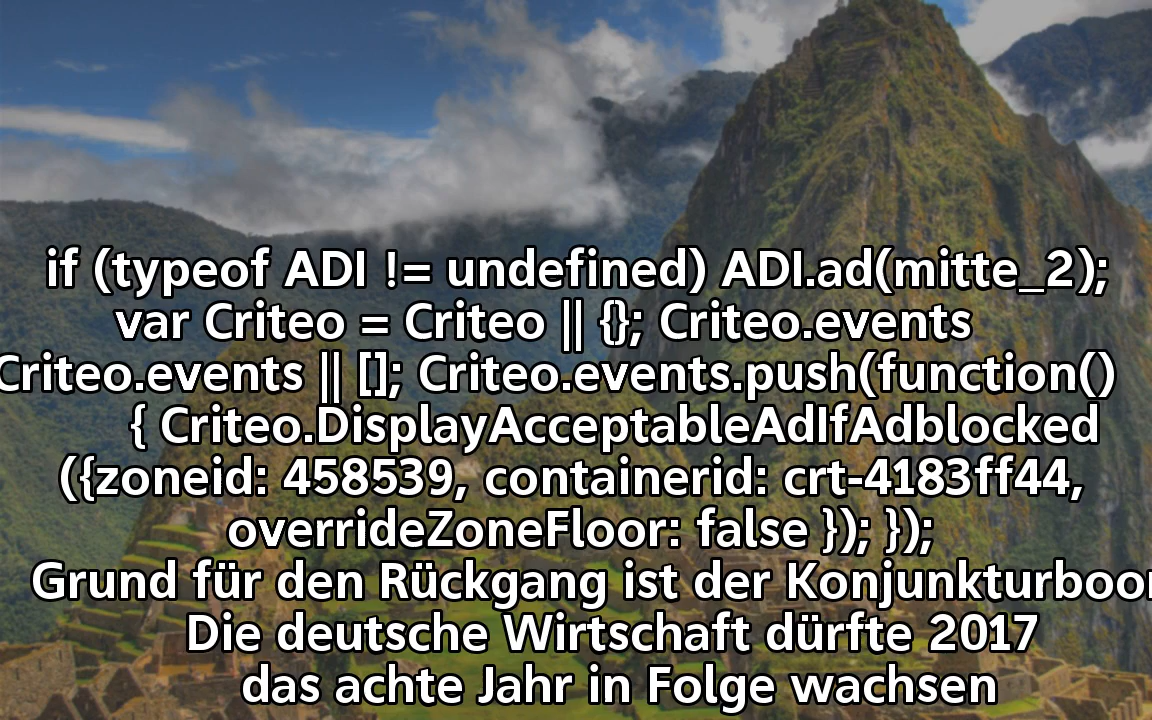 if (typeof ADI != undefined) ADI.ad(mitte_2);
var Criteo = Criteo || {}; Criteo.events
Criteo.events || []; Criteo.events.push(function()
{ Criteo.DisplayAcceptableAdIfAdblocked
({zoneid: 458539, containerid: crt-4183ff44,
overrideZoneFloor: false }); });
Grund für den Rückgang ist der
Die deutsche Wirtschaft dürfte 2017
das achte Jahr in Folge wachsen